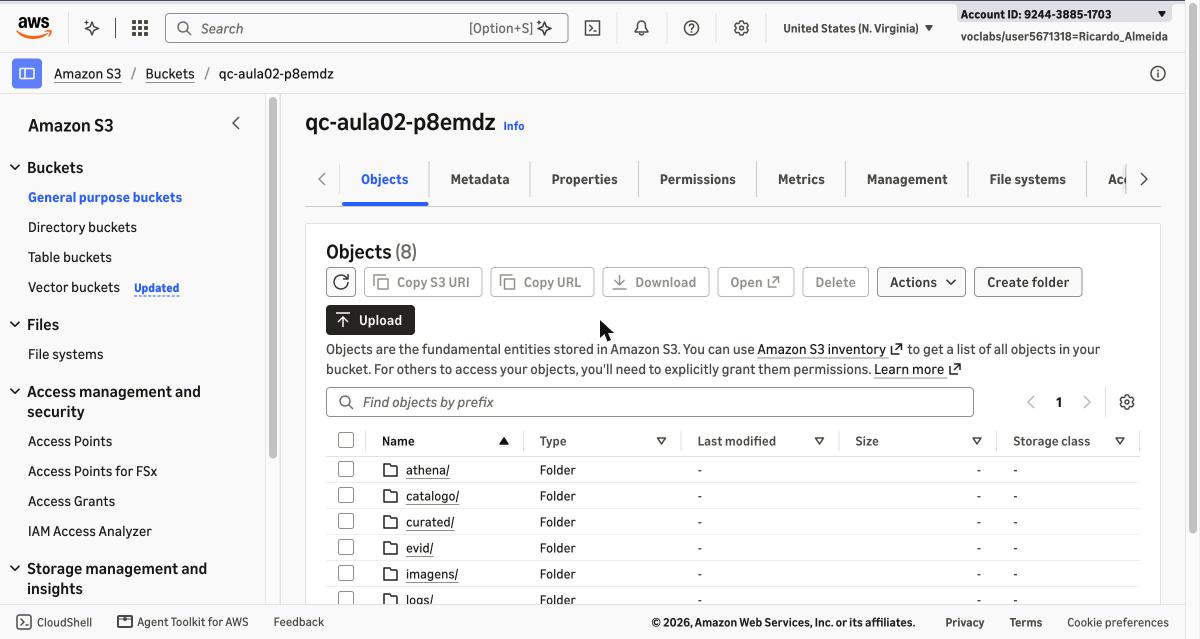 aws
Search [Option+S]
United States (N. Virginia)
Account ID: 9244-3885-1703
voclabs/user5671318=Ricardo_Almeida
Amazon S3 / Buckets / qc-aula02-p8emdz
Amazon S3
Buckets
General purpose buckets
Directory buckets
Table buckets
Vector buckets Updated
Files
File systems
Access management and
security
Access Points
Access Points for FSx
Access Grants
IAM Access Analyzer
Storage management and
insights
qc-aula02-p8emdz Info
Objects Metadata Properties Permissions Metrics Management File systems
Objects (8)
Copy S3 URI Copy URL Download Open Delete Actions Create folder
Upload
Objects are the fundamental entities stored in Amazon S3. You can use Amazon S3 inventory to get a list of all objects in your
bucket. For others to access your objects, you'll need to explicitly grant them permissions. Learn more
Find objects by prefix
1
Name Type Last modified Size Storage class
athena/ Folder - - -
catalogo/ Folder - - -
curated/ Folder - - -
evid/ Folder - - -
imagens/ Folder - - -
logs/ Folder - - -
CloudShell Agent Toolkit for AWS Feedback
© 2026, Amazon Web Services, Inc. or its affiliates. Privacy Terms Cookie preferences